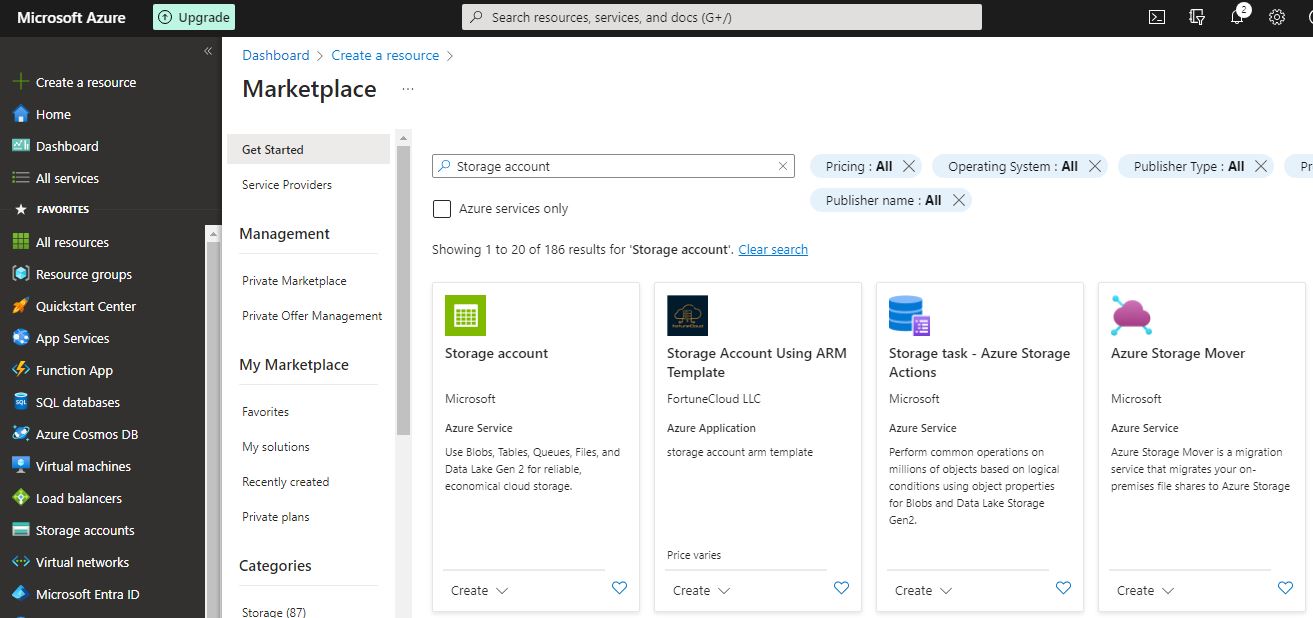 Microsoft Azure
Upgrade
Search resources, services, and docs (G+/)
2
Create a resource
Home
Dashboard
All services
FAVORITES
All resources
Resource groups
Quickstart Center
App Services
Function App
SQL databases
Azure Cosmos DB
Virtual machines
Load balancers
Storage accounts
Virtual networks
Microsoft Entra ID
Dashboard > Create a resource >
Marketplace ...
Get Started
Service Providers
Management
Private Marketplace
Private Offer Management
My Marketplace
Favorites
My solutions
Recently created
Private plans
Categories
Storage (87)
Storage account
Pricing : All
Operating System : All
Publisher Type : All
Pr
Publisher name : All
Azure services only
Showing 1 to 20 of 186 results for 'Storage account'. Clear search
Storage account
Microsoft
Azure Service
Use Blobs, Tables, Queues, Files, and
Data Lake Gen 2 for reliable,
economical cloud storage.
Create
FortuneCloud
Storage Account Using ARM
Template
FortuneCloud LLC
Azure Application
storage account arm template
Price varies
Create
Storage task - Azure Storage
Actions
Microsoft
Azure Service
Perform common operations on
millions of objects based on logical
conditions using object properties
for Blobs and Data Lake Storage
Gen2.
Create
Azure Storage Mover
Microsoft
Azure Service
Azure Storage Mover is a migration
service that migrates your on-
premises file shares to Azure Storage
Create